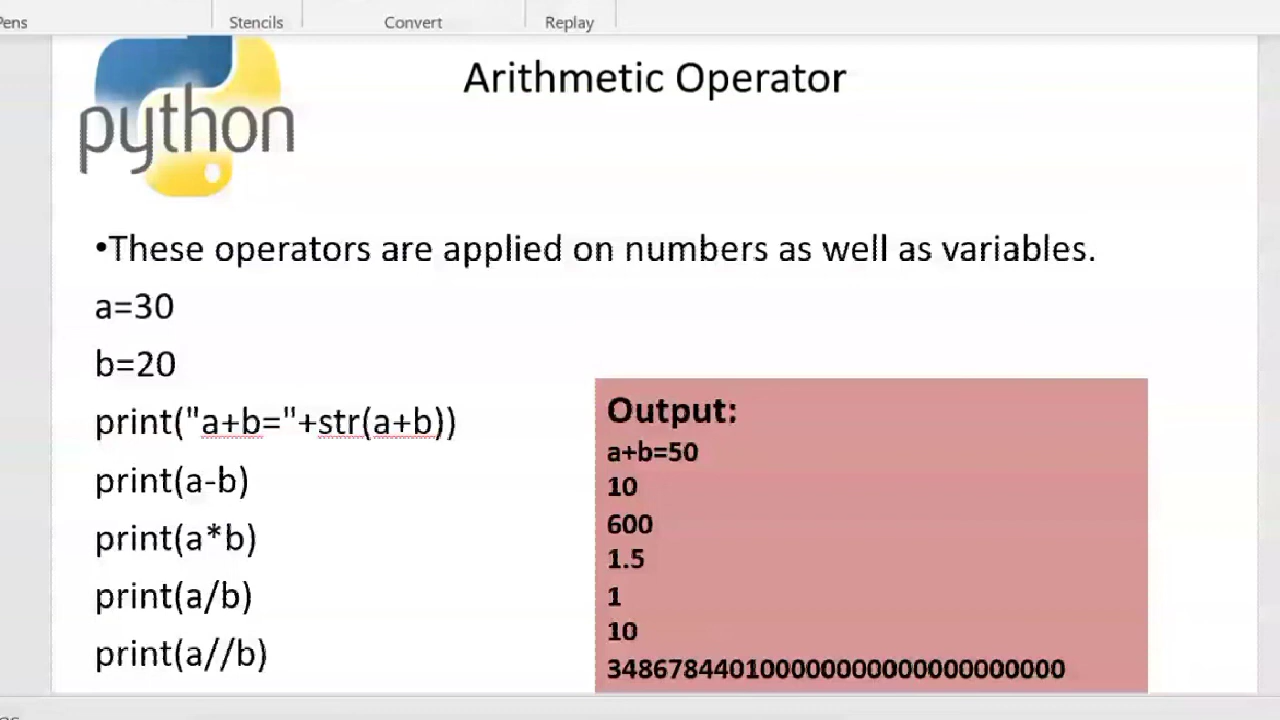 Pens
Stencils
Convert
Replay
python
Arithmetic Operator
•These operators are applied on numbers as well as variables.
a=30
b=20
print("a+b="+str(a+b))
print(a-b)
print(a*b)
print(a/b)
print(a//b)
Output:
a+b=50
10
600
1.5
1
10
348678440100000000000000000000